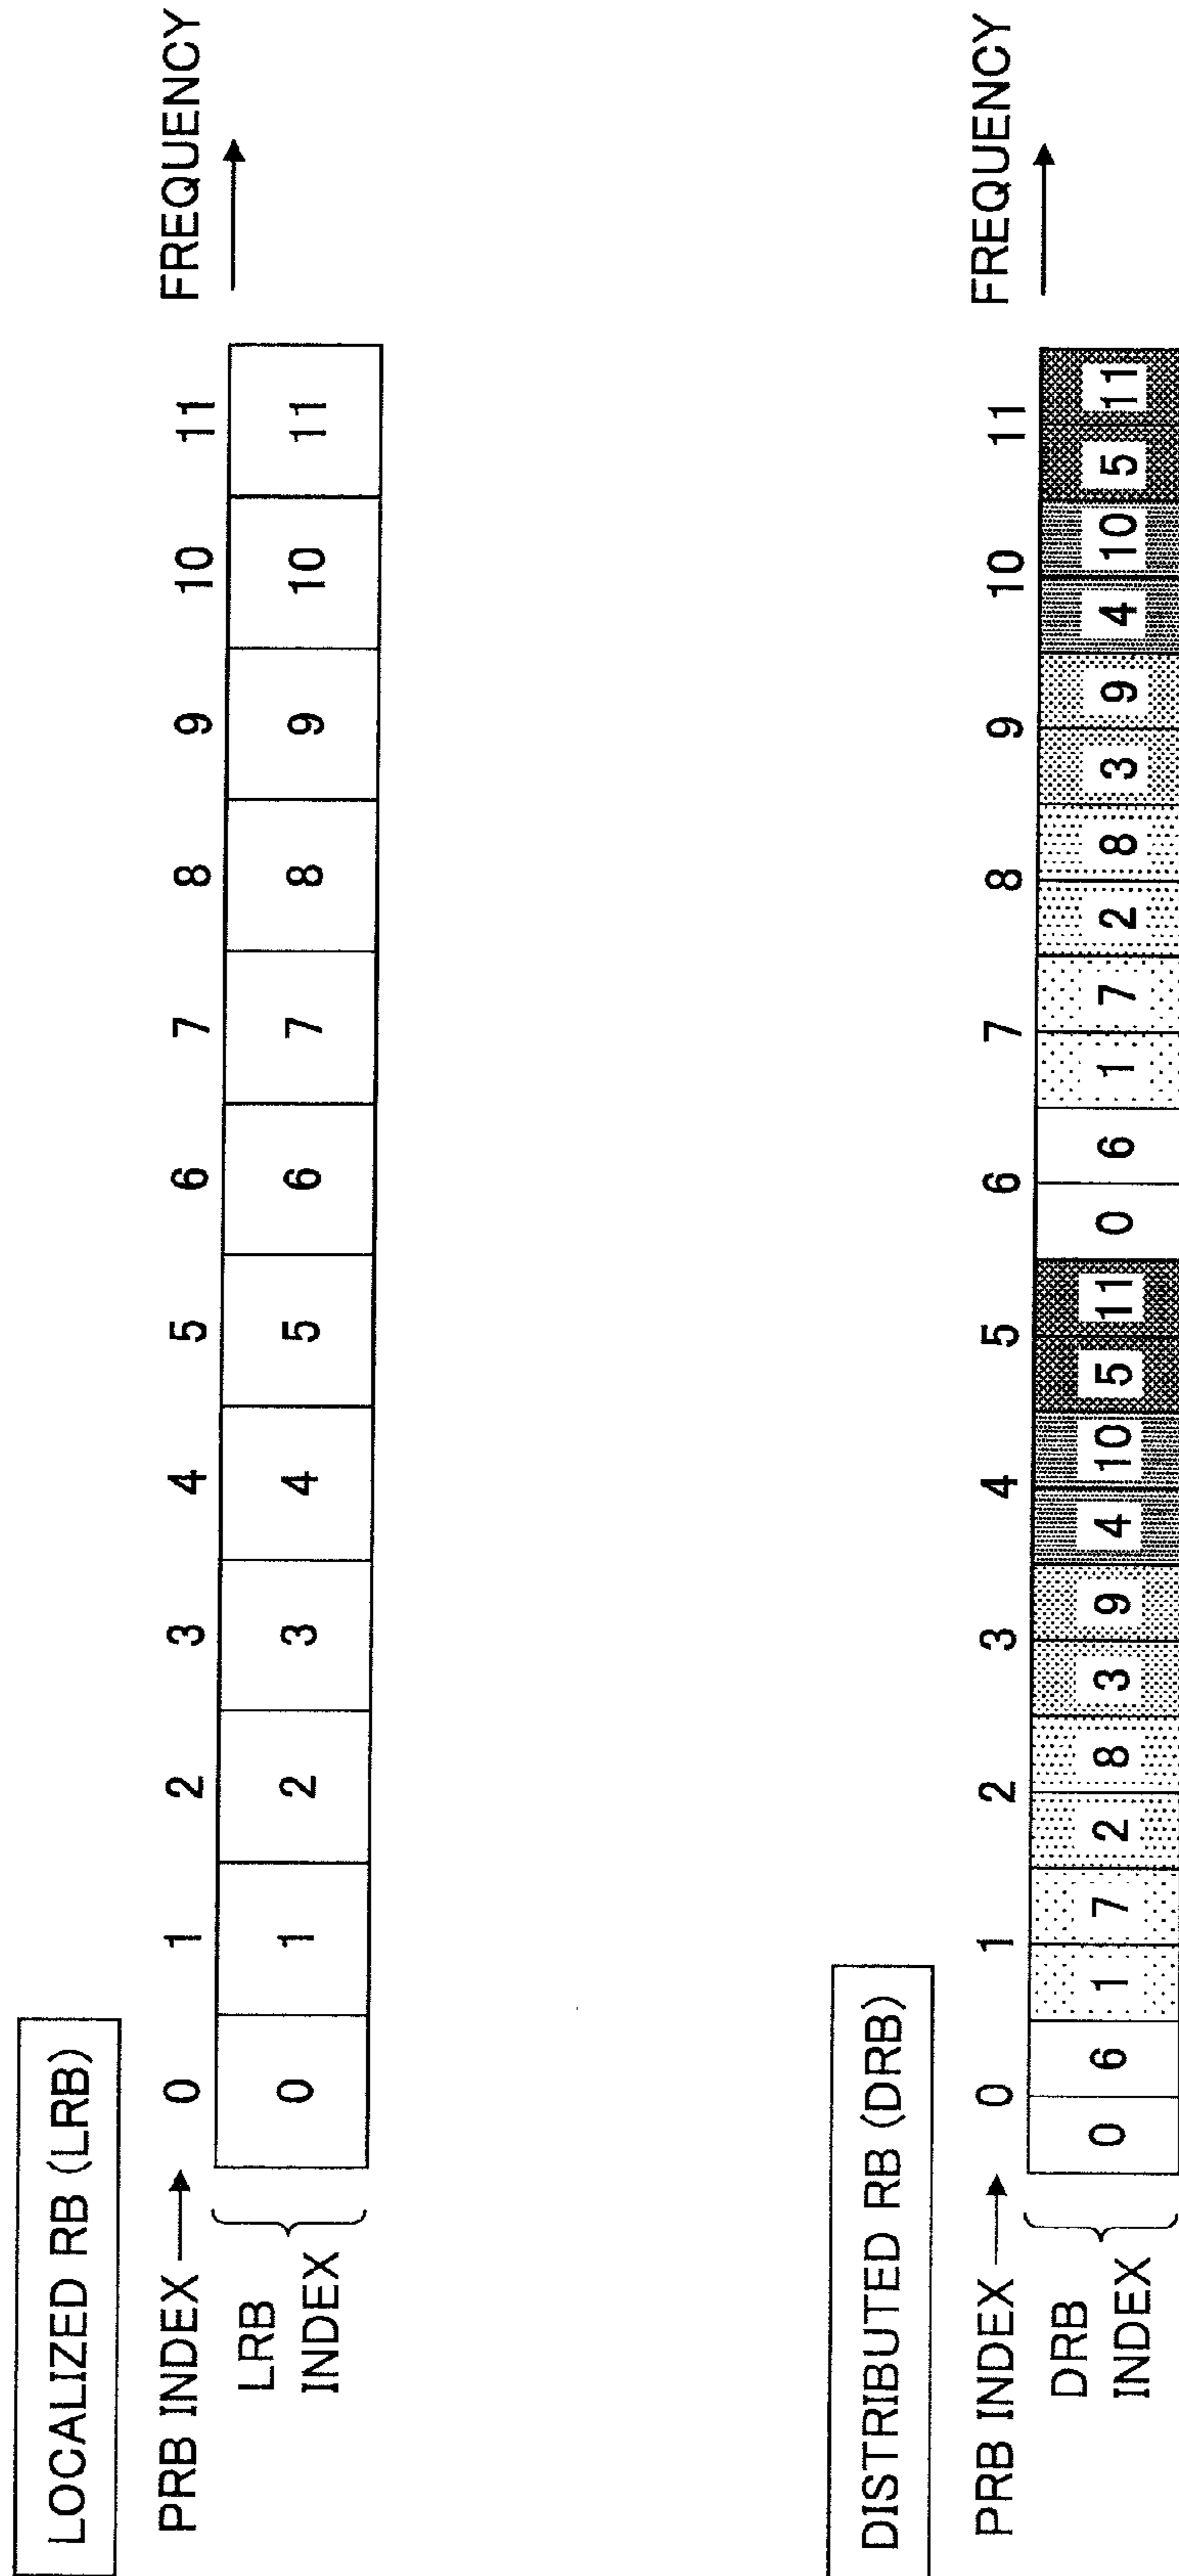 LOCALIZED RB (LRB)
PRB INDEX 0 1 2 3 4 5 6 7 8 9 10 11 FREQUENCY
LRB INDEX
0 1 2 3 4 5 6 7 8 9 10 11
DISTRIBUTED RB (DRB)
PRB INDEX 0 1 2 3 4 5 6 7 8 9 10 11 FREQUENCY
DRB INDEX
0 6 1 7 2 8 3 9 4 10 5 11 0 6 1 7 2 8 3 9 4 10 5 11